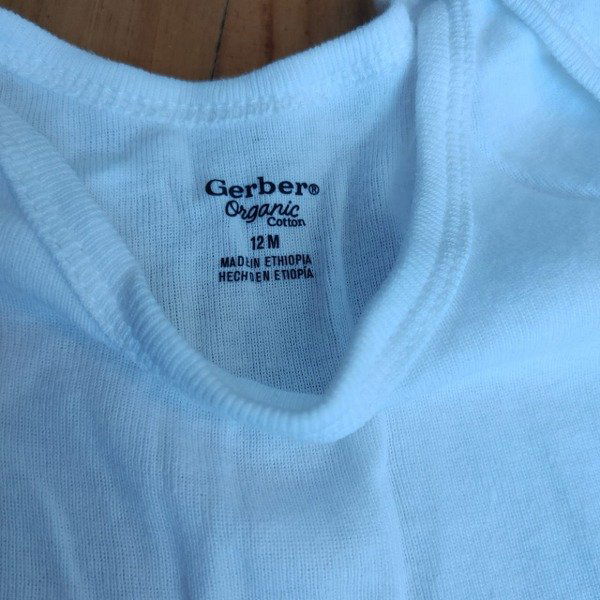 Gerber®
Organic
Cotton
12 M
MADE IN ETHIOPIA
HECHO EN ETIOPÍA